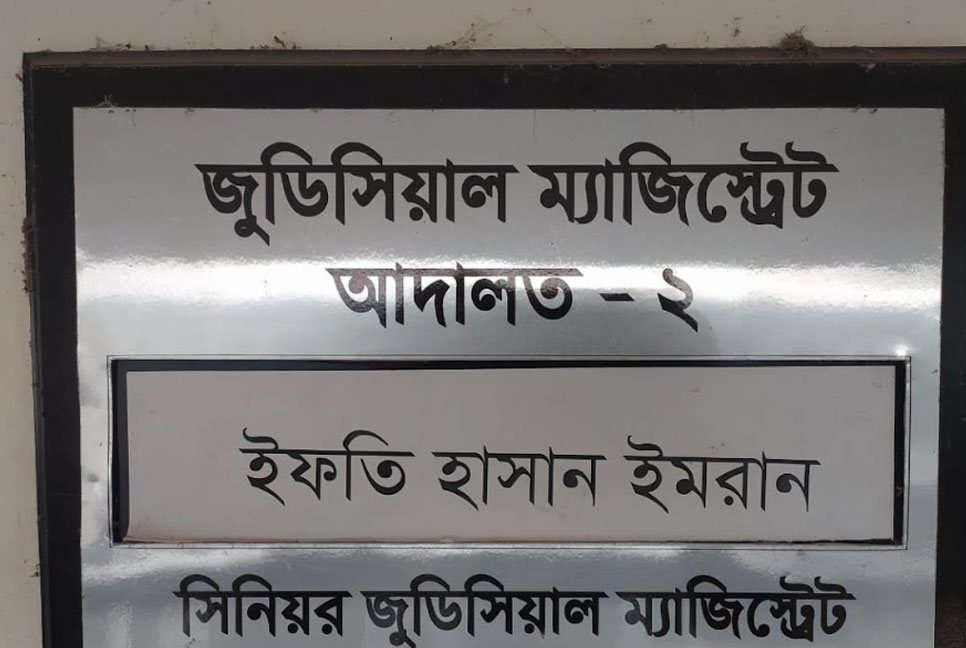 জুডিসিয়াল ম্যাজিস্ট্রেট
আদালত - ২
ইফতি হাসান ইমরান
সিনিয়র জুডিসিয়াল ম্যাজিস্ট্রেট